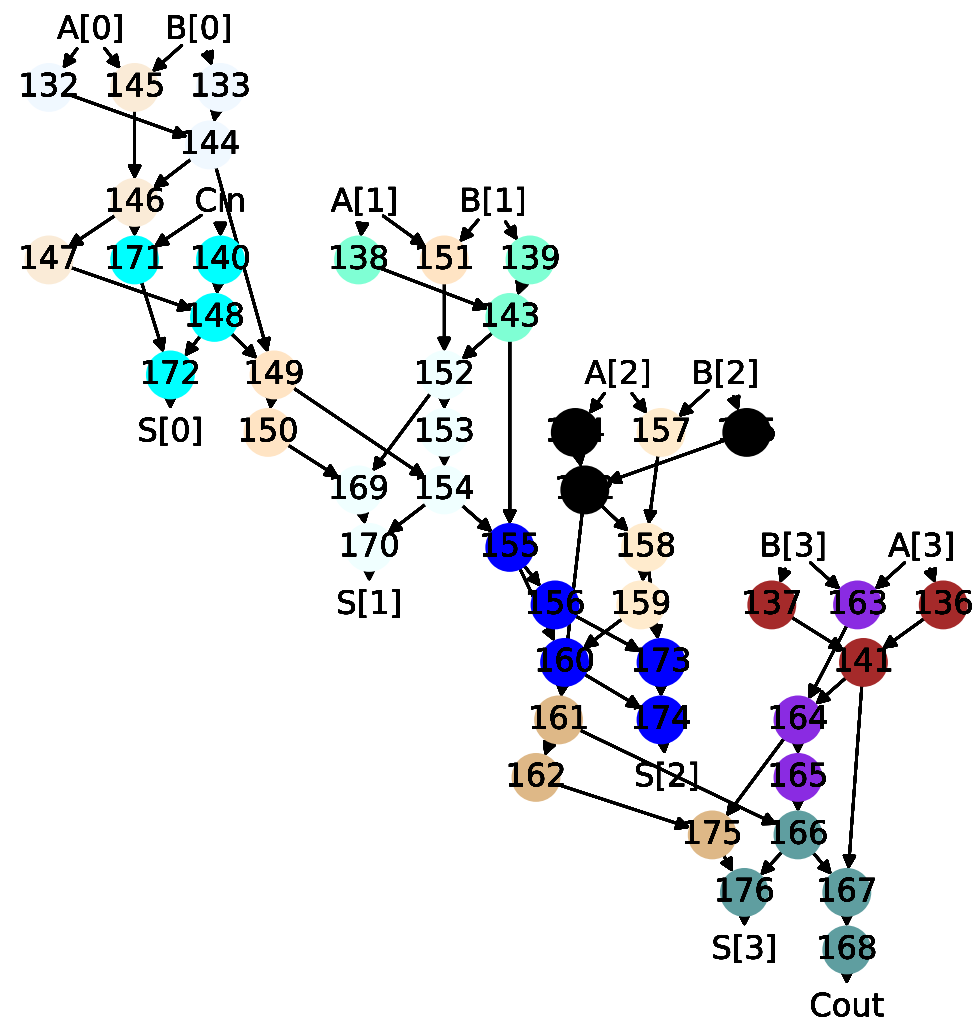 A[0] B[0]
132 145 133
144
146 Cin A[1] B[1]
147 171 140 138 151 139
148 143
172 149 152 A[2] B[2]
S[0] 150 153 157
169 154
170 155 158 B[3] A[3]
S[1] 156 159 137 163 136
160 173 141
161 174 164
162 S[2] 165
175 166
176 167
S[3] 168
Cout